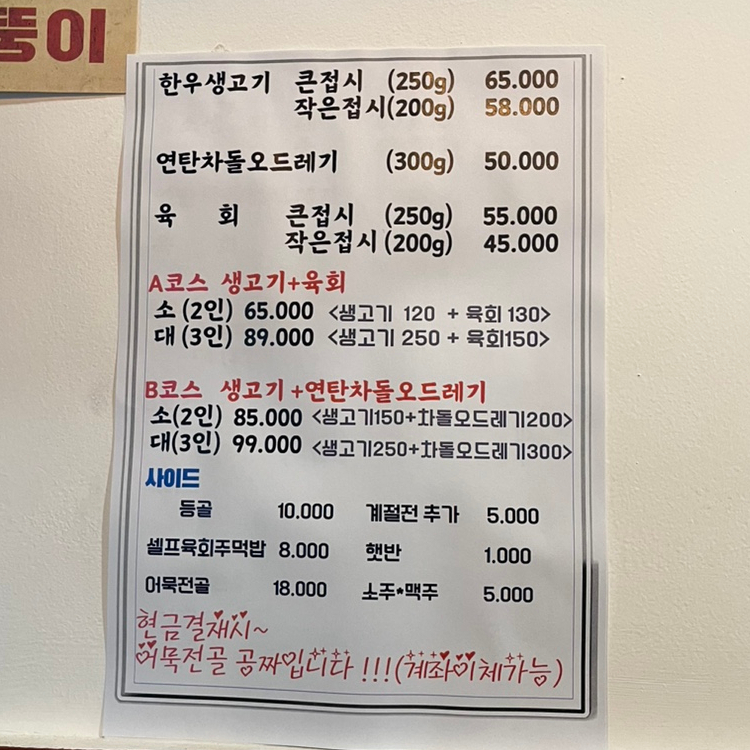 뚱이
한우생고기 큰접시 (250g) 65.000
작은접시(200g) 58.000
연탄차돌오드레기 (300g) 50.000
육 회 큰접시 (250g) 55.000
작은접시 (200g) 45.000
A코스 생고기+육회
소 (2인) 65.000 <생고기 120 + 육회 130>
대 (3인) 89.000 <생고기 250 + 육회150>
B코스 생고기+연탄차돌오드레기
소(2인) 85.000 <생고기150+차돌오드레기200>
대(3인) 99.000 <생고기250+차돌오드레기300>
사이드
등골 10.000 계절전 추가 5.000
셀프육회주먹밥 8.000 햇반 1.000
어묵전골 18.000 소주*맥주 5.000
현금결재시~
어묵전골 공짜입니다 !!!(계좌이체가능)